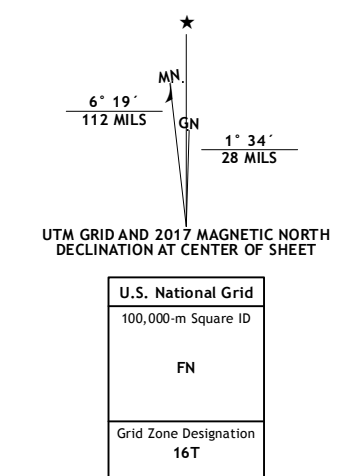 ★
MN.
6° 19´
112 MILS
GN
1° 34´
28 MILS
UTM GRID AND 2017 MAGNETIC NORTH
DECLINATION AT CENTER OF SHEET
U.S. National Grid
100,000-m Square ID
FN
Grid Zone Designation
16T